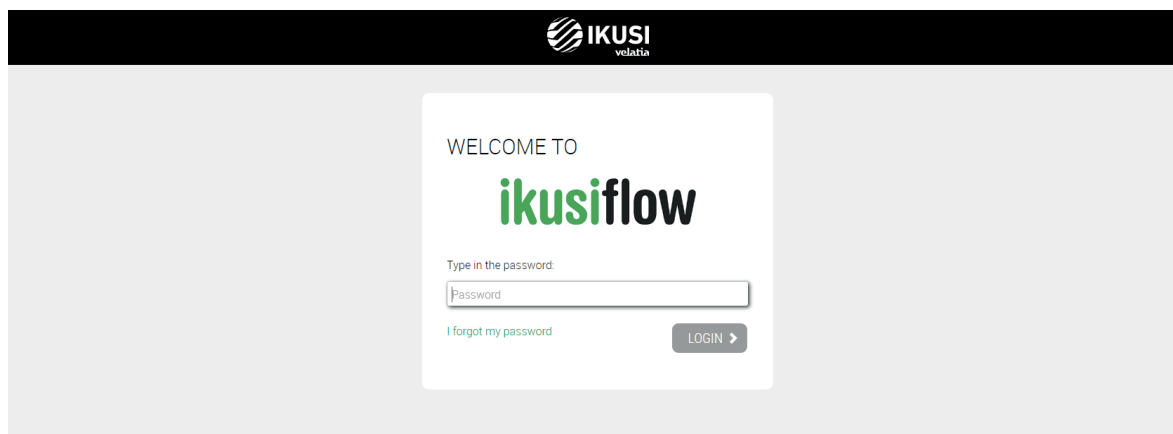 IKUSI
velatia
WELCOME TO
ikusiflow
Type in the password:
Password
I forgot my password
LOGIN